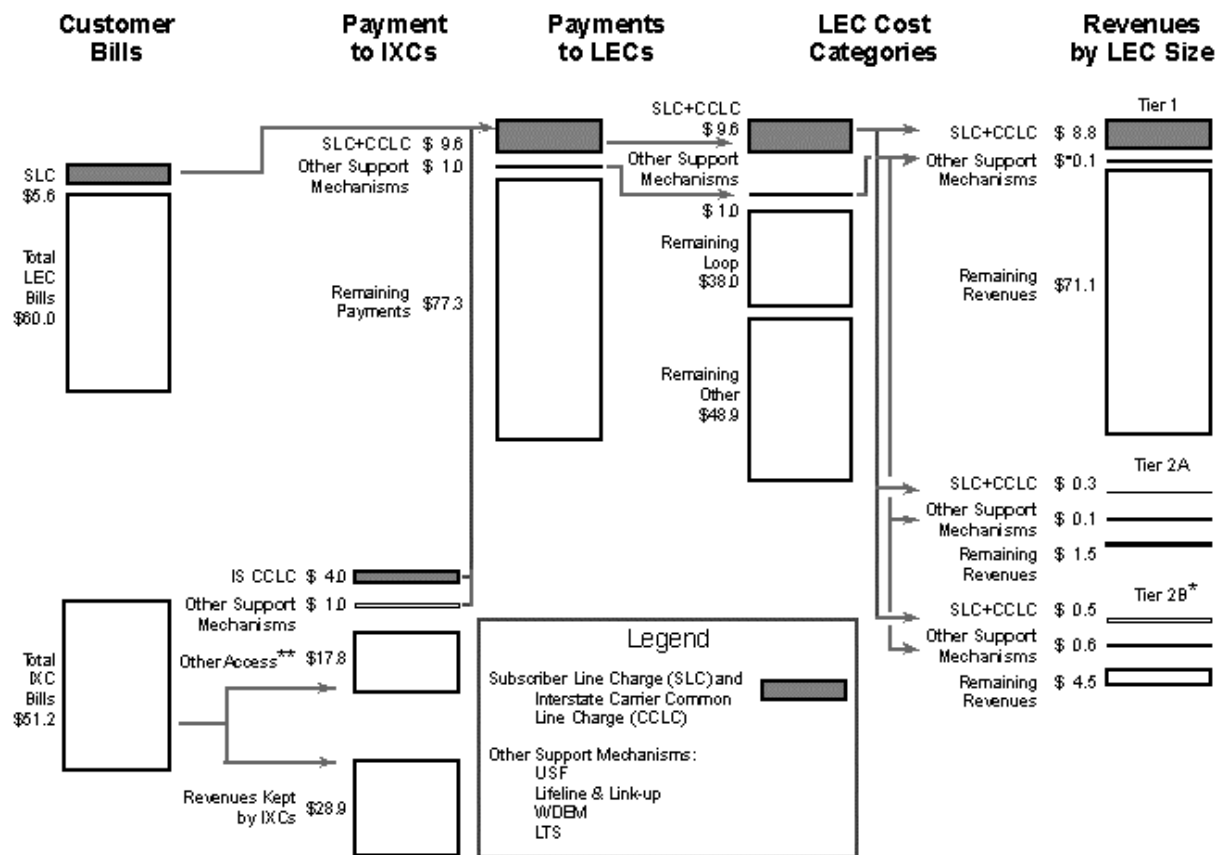 Customer
Bills
Payment
to IXCs
Payments
to LECs
LEC Cost
Categories
Revenues
by LEC Size
SLC
$5.6
Total
LEC
Bills
$60.0
SLC+CCLC $ 9.6
Other Support $ 1.0
Mechanisms
Remaining
Payments $77.3
SLC+CCLC
$ 9.6
Other Support
Mechanisms
$ 1.0
Remaining
Loop
$38.0
Remaining
Other
$48.9
Tier 1
SLC+CCLC $ 8.8
Other Support $~0.1
Mechanisms
Remaining
Revenues $71.1
Tier 2A
SLC+CCLC $ 0.3
Other Support
Mechanisms $ 0.1
Remaining
Revenues $ 1.5
Tier 2B*
SLC+CCLC $ 0.5
Other Support
Mechanisms $ 0.6
Remaining
Revenues $ 4.5
IS CCLC $ 4.0
Other Support $ 1.0
Mechanisms
Other Access** $17.8
Total
IXC
Bills
$51.2
Revenues Kept
by IXCs $28.9
Legend
Subscriber Line Charge (SLC) and
Interstate Carrier Common
Line Charge (CCLC)
Other Support Mechanisms:
USF
Lifeline & Link-up
WDEM
LTS